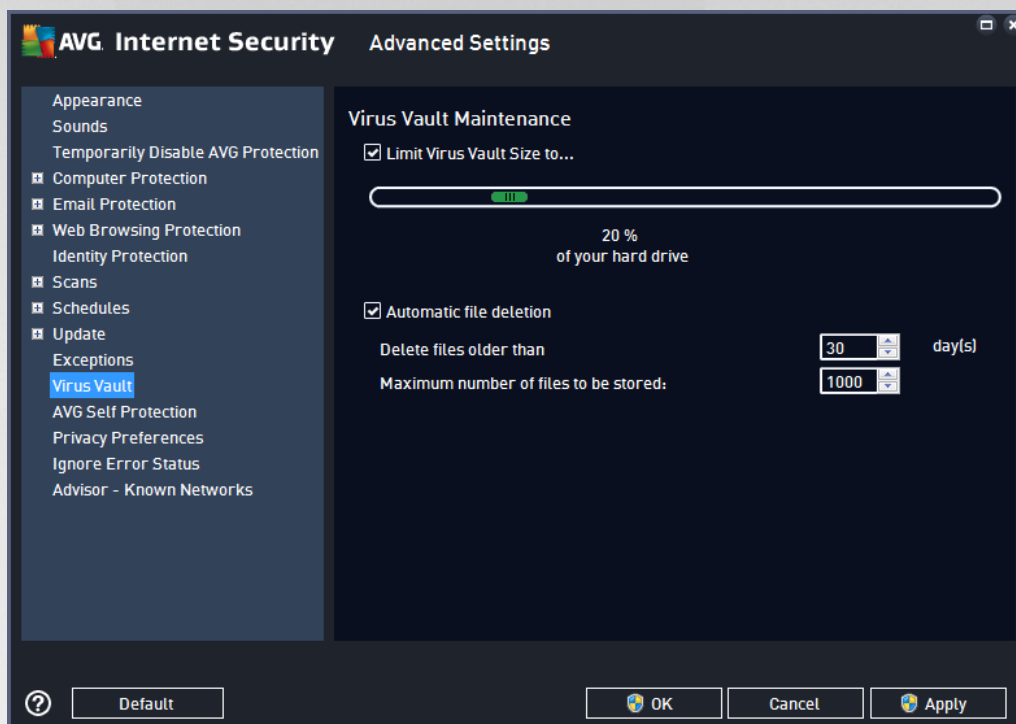 AVG Internet Security Advanced Settings
Appearance
Sounds
Temporarily Disable AVG Protection
Computer Protection
Email Protection
Web Browsing Protection
Identity Protection
Scans
Schedules
Update
Exceptions
Virus Vault
AVG Self Protection
Privacy Preferences
Ignore Error Status
Advisor - Known Networks
Virus Vault Maintenance
Limit Virus Vault Size to...
20 %
of your hard drive
Automatic file deletion
Delete files older than 30 day(s)
Maximum number of files to be stored: 1000
? Default OK Cancel Apply